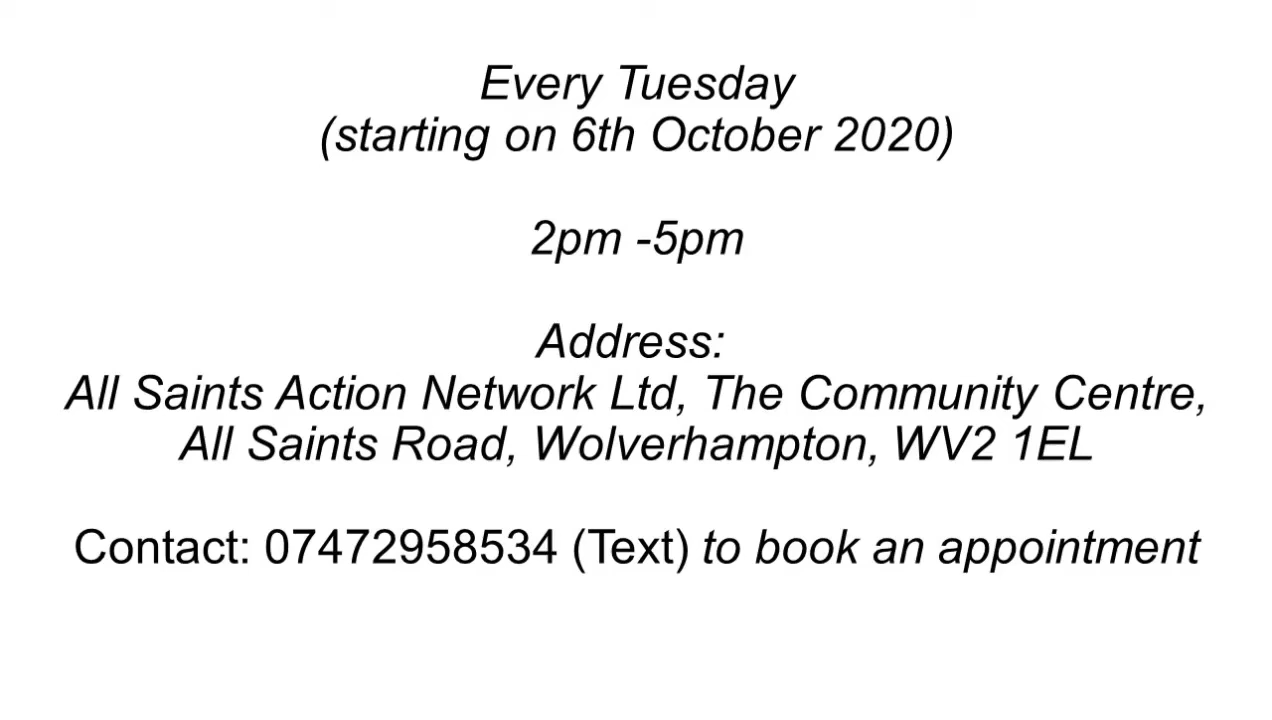 Every Tuesday
(starting on 6th October 2020)
2pm -5pm
Address:
All Saints Action Network Ltd, The Community Centre,
All Saints Road, Wolverhampton, WV2 1EL
Contact: 07472958534 (Text) to book an appointment